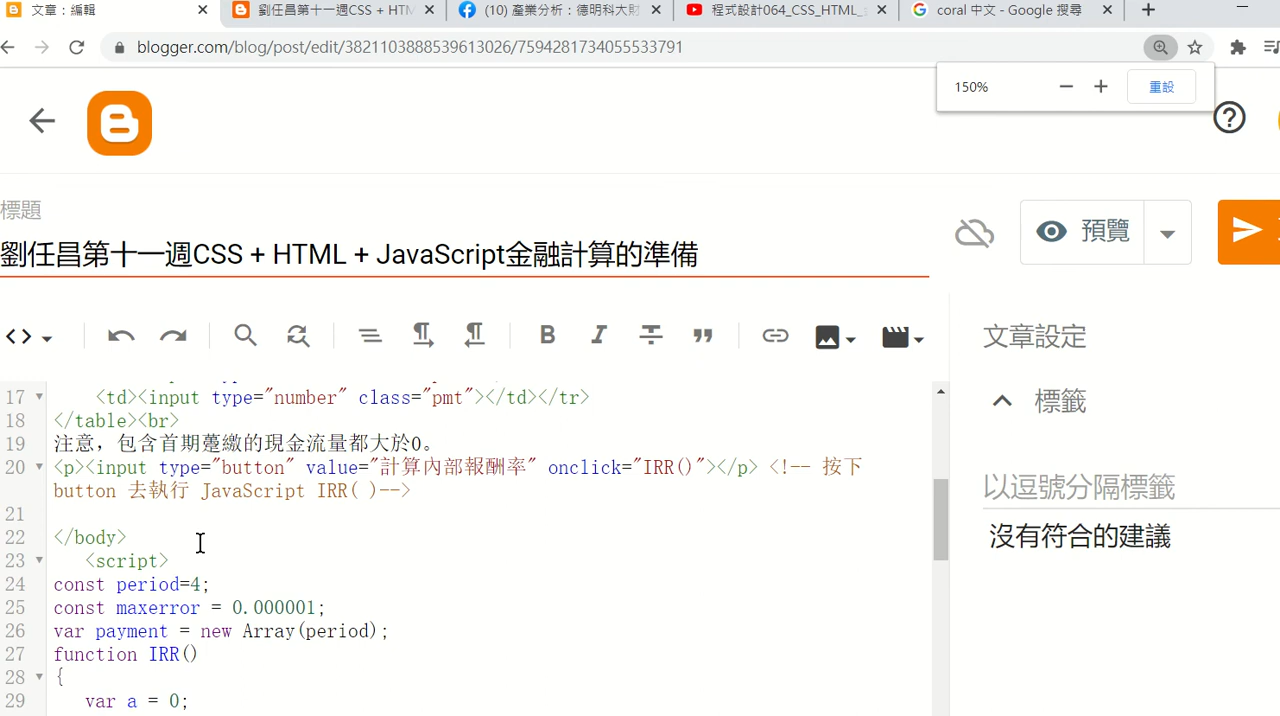 文章：編輯
劉任昌第十一週CSS + HTM
(10) 產業分析：德明科大財
程式設計064_CSS_HTML_
coral 中文 - Google 搜尋
blogger.com/blog/post/edit/3821103888539613026/7594281734055533791
150%
重設
標題
劉任昌第十一週CSS + HTML + JavaScript金融計算的準備
預覽
文章設定
標籤
以逗號分隔標籤
沒有符合的建議
17 <td><input type="number" class="pmt"></td></tr>
18 </table><br>
19 注意，包含首期躉繳的現金流量都大於0。
20 <p><input type="button" value="計算內部報酬率" onclick="IRR()"></p> <!-- 按下
button 去執行 JavaScript IRR( )-->
21
22 </body>
23 <script>
24 const period=4;
25 const maxerror = 0.000001;
26 var payment = new Array(period);
27 function IRR()
28 {
29 var a = 0;